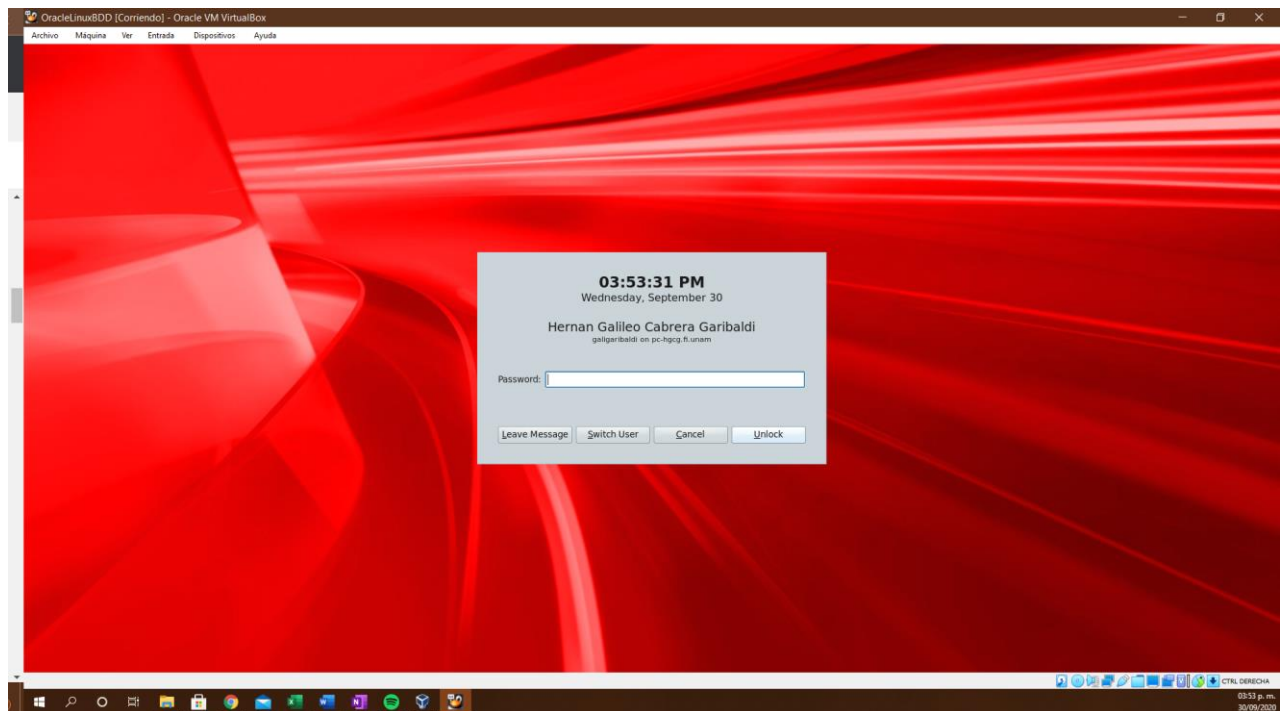 OracleLinuxBDD [Corriendo] - Oracle VM VirtualBox
Archivo Máquina Ver Entrada Dispositivos Ayuda
03:53:31 PM
Wednesday, September 30
Hernan Galileo Cabrera Garibaldi
galigaribaldi on pc-hgcg.fi.unam
Password:
Leave Message Switch User Cancel Unlock
CTRL DERECHA
03:53 p. m.
30/09/2020